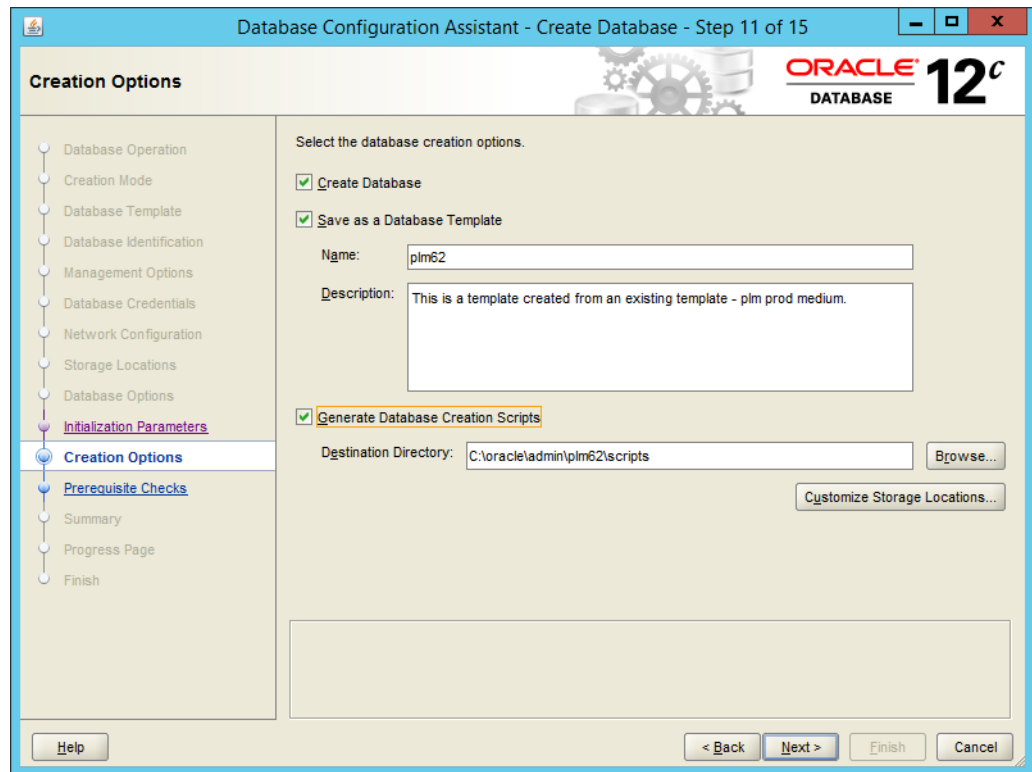 Database Configuration Assistant - Create Database - Step 11 of 15
Creation Options
ORACLE
DATABASE
12c
Database Operation
Creation Mode
Database Template
Database Identification
Management Options
Database Credentials
Network Configuration
Storage Locations
Database Options
Initialization Parameters
Creation Options
Prerequisite Checks
Summary
Progress Page
Finish
Select the database creation options.
Create Database
Save as a Database Template
Name: plm62
Description: This is a template created from an existing template - plm prod medium.
Generate Database Creation Scripts
Destination Directory: C:\oracle\admin\plm62\scripts Browse...
Customize Storage Locations...
Help < Back Next > Finish Cancel